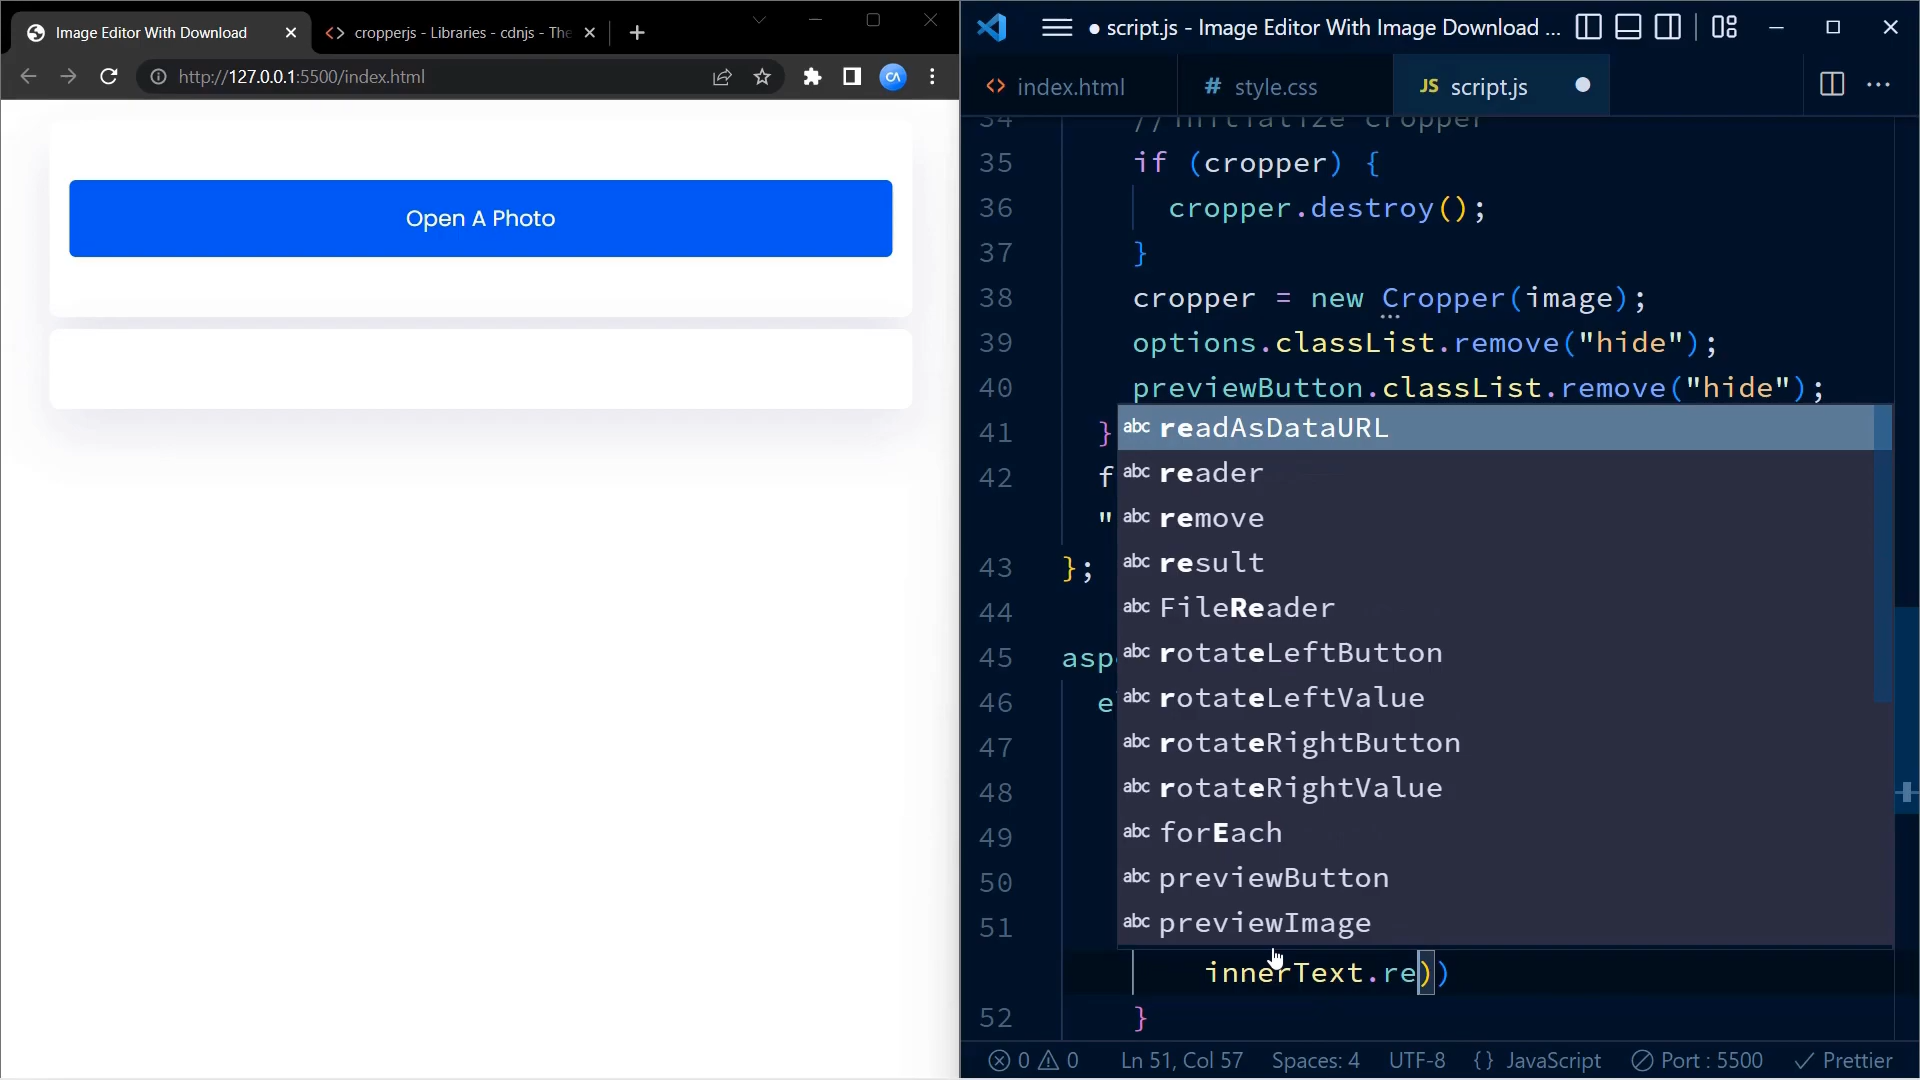 Image Editor With Download
cropperjs - Libraries - cdnjs - The
http://127.0.0.1:5500/index.html
CA
Open A Photo
script.js - Image Editor With Image Download ...
index.html
# style.css
JS script.js
34 // initialize cropper
35 if (cropper) {
36 cropper.destroy();
37 }
38 cropper = new Cropper(image);
39 options.classList.remove("hide");
40 previewButton.classList.remove("hide");
41 }
abc readAsDataURL
abc reader
42 f
abc remove
"
abc result
43 };
abc FileReader
44
abc rotateLeftButton
45 asp
abc rotateLeftValue
46 e
abc rotateRightButton
47
abc rotateRightValue
48
abc forEach
49
abc previewButton
50
abc previewImage
51
innerText.re))
52 }
0 0 Ln 51, Col 57 Spaces: 4 UTF-8 {} JavaScript Port : 5500 Prettier